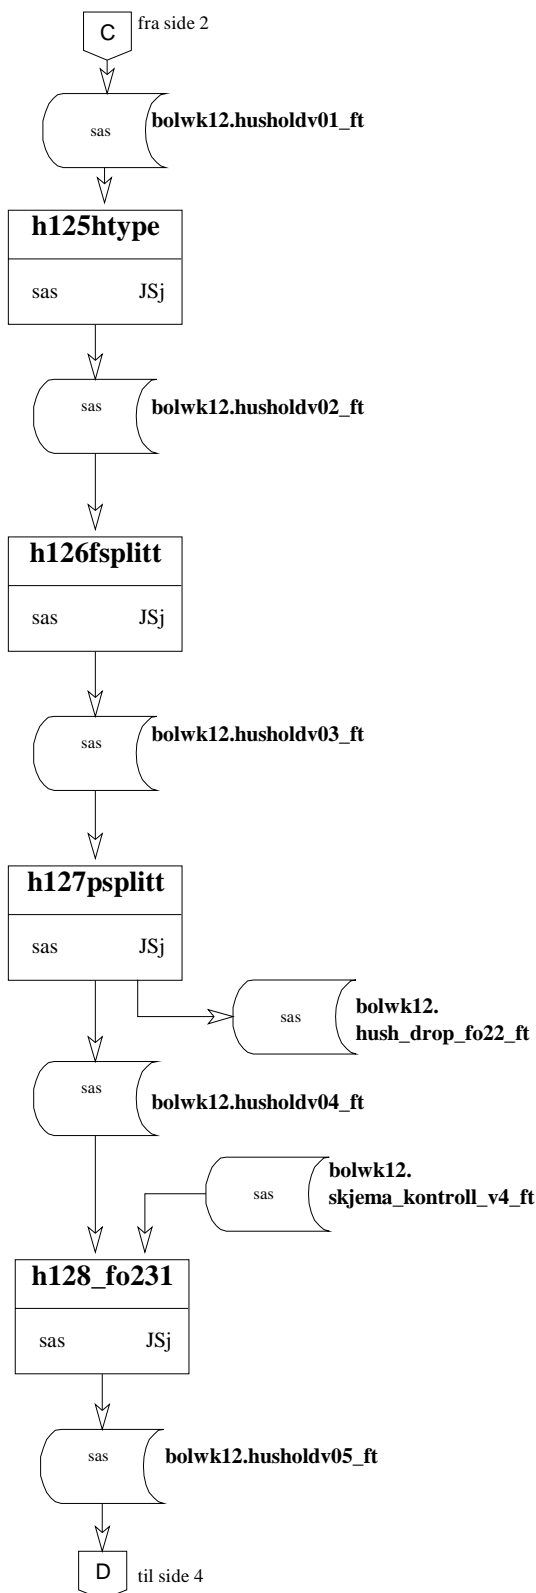 C fra side 2
sas bolwk12.husholdv01_ft
h125htype
sas JSj
sas bolwk12.husholdv02_ft
h126fsplitt
sas JSj
sas bolwk12.husholdv03_ft
h127psplitt
sas JSj
sas bolwk12.
hush_drop_fo22_ft
sas bolwk12.husholdv04_ft
sas bolwk12.
skjema_kontroll_v4_ft
h128_fo231
sas JSj
sas bolwk12.husholdv05_ft
D til side 4